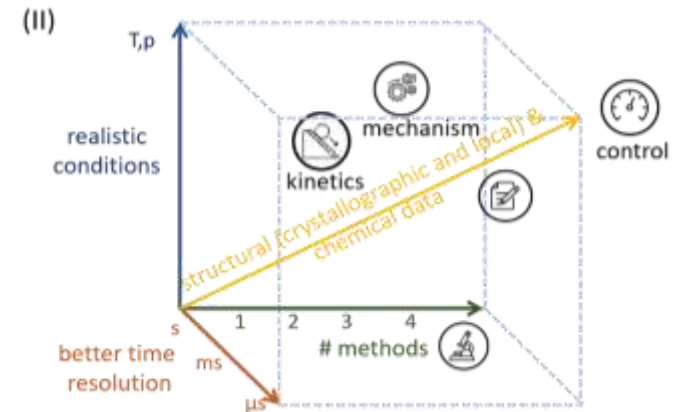 (II)
T,p
realistic
conditions
mechanism
kinetics
control
structural (crystallographic and local) &
chemical data
s
1 2 3 4
# methods
better time
resolution
ms
µs